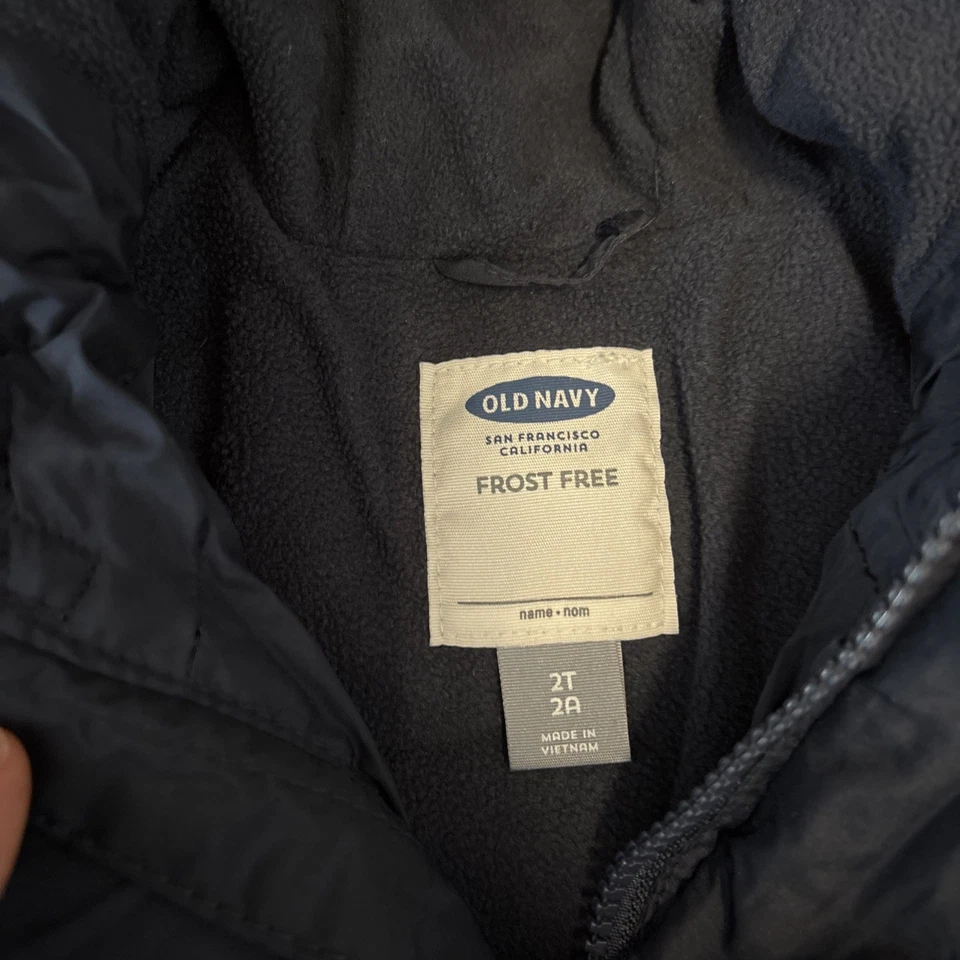 OLD NAVY
SAN FRANCISCO
CALIFORNIA
FROST FREE
name • nom
2T
2A
MADE IN
VIETNAM